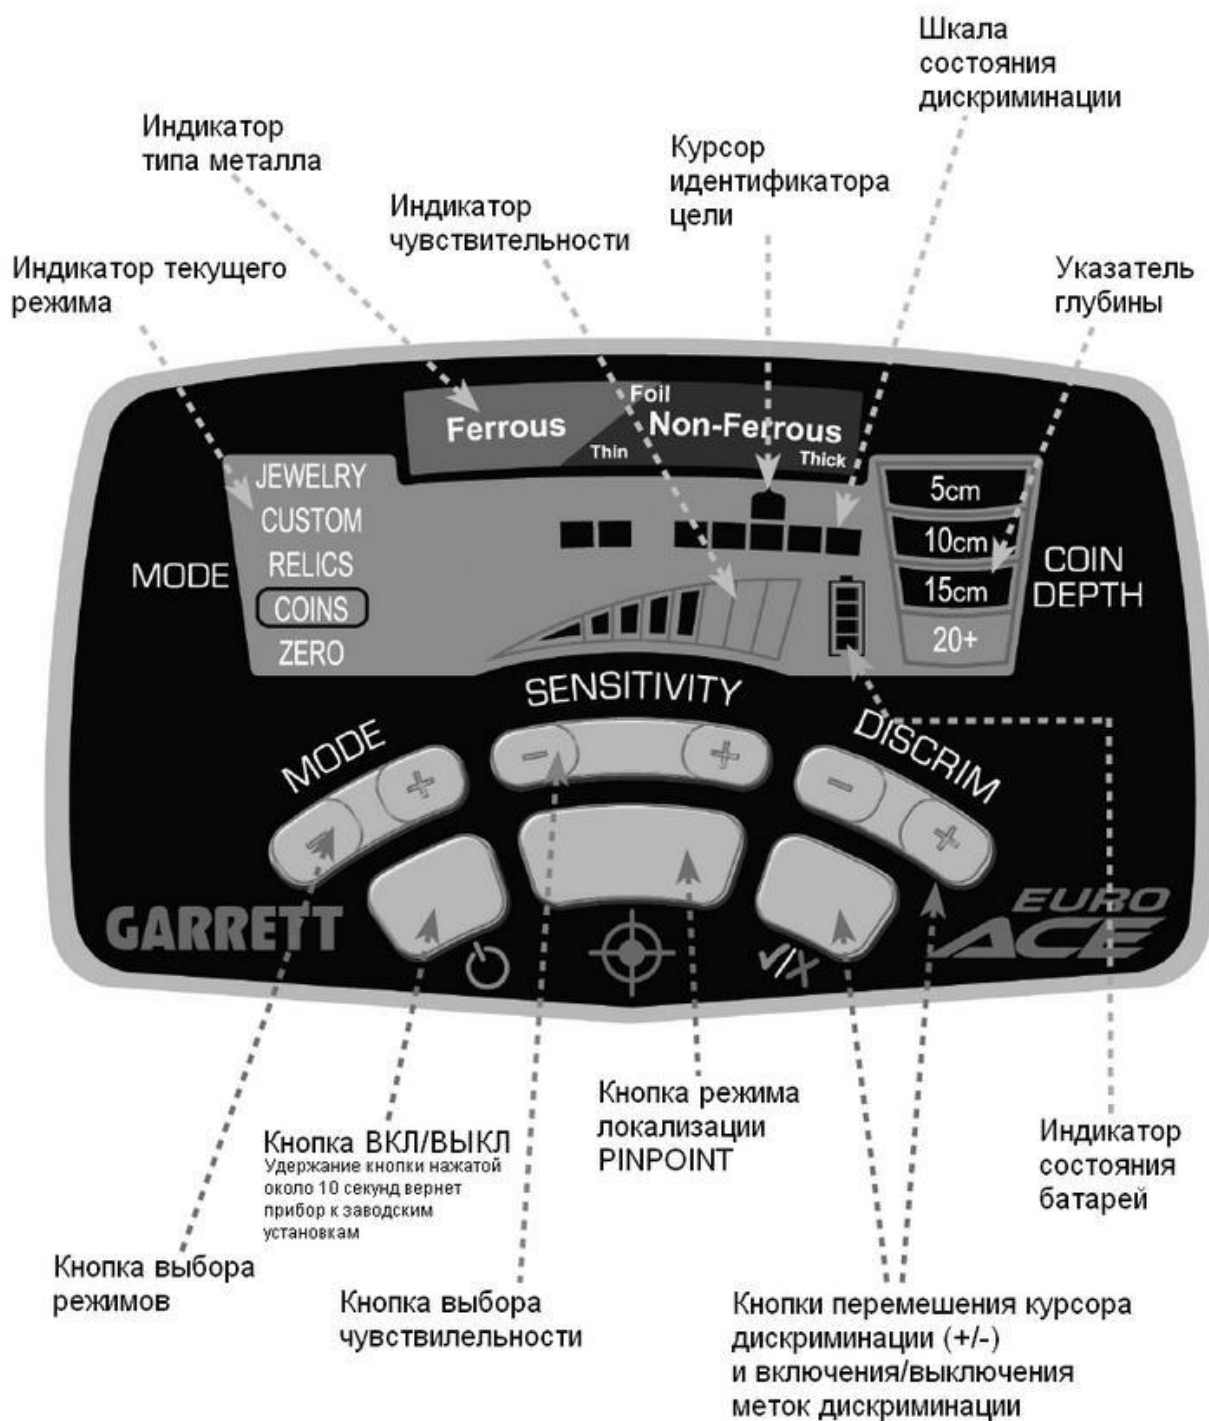 Шкала
состояния
дискриминации
Индикатор
типа металла
Курсор
идентификатора
цели
Индикатор
чувствительности
Индикатор текущего
режима
Указатель
глубины
Foil
Ferrous
Non-Ferrous
Thin
Thick
JEWELRY
CUSTOM
RELICS
COINS
ZERO
MODE
5cm
10cm
15cm
20+
COIN
DEPTH
SENSITIVITY
MODE
DISCRIM
- +
- +
- +
GARRETT
EURO
ACE
✓/X
Кнопка режима
локализации
PINPOINT
Кнопка ВКЛ/ВЫКЛ
Удержание кнопки нажатой
около 10 секунд вернет
прибор к заводским
установкам
Индикатор
состояния
батарей
Кнопка выбора
режимов
Кнопка выбора
чувствилельности
Кнопки перемешения курсора
дискриминации (+/-)
и включения/выключения
меток дискриминации